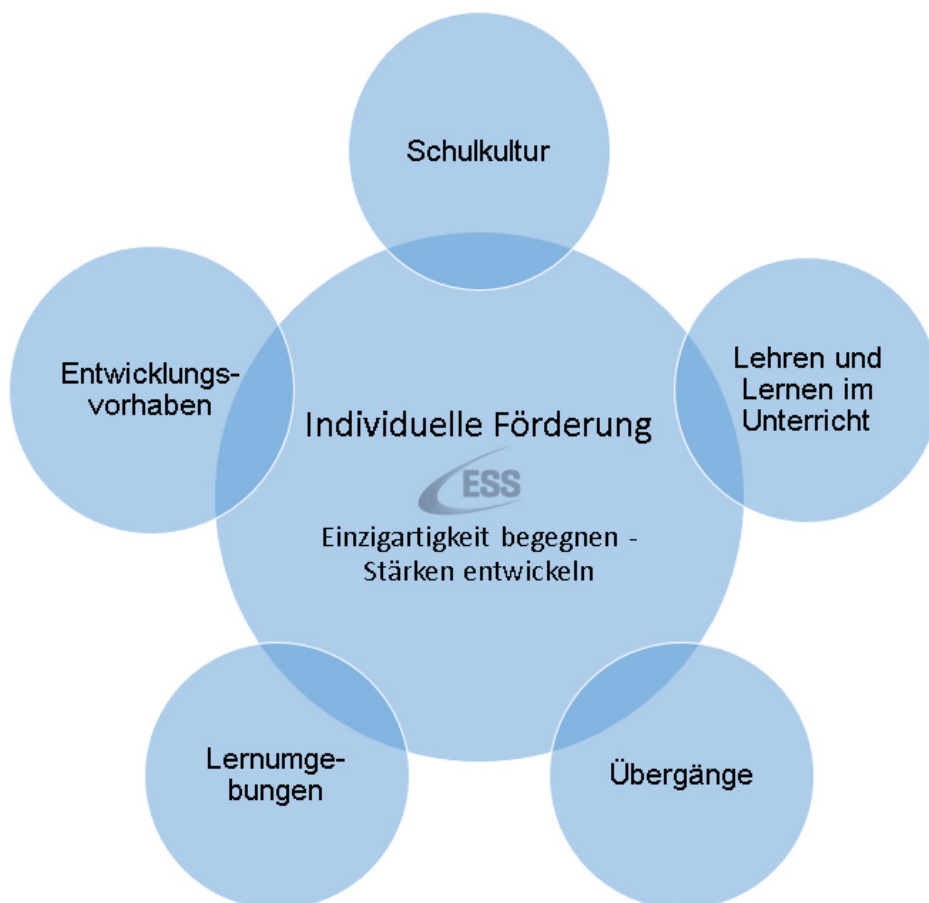 Schulkultur
Entwicklungs-
vorhaben
Lehren und
Lernen im
Unterricht
Individuelle Förderung
ESS
Einzigartigkeit begegnen -
Stärken entwickeln
Lernumge-
bungen
Übergänge